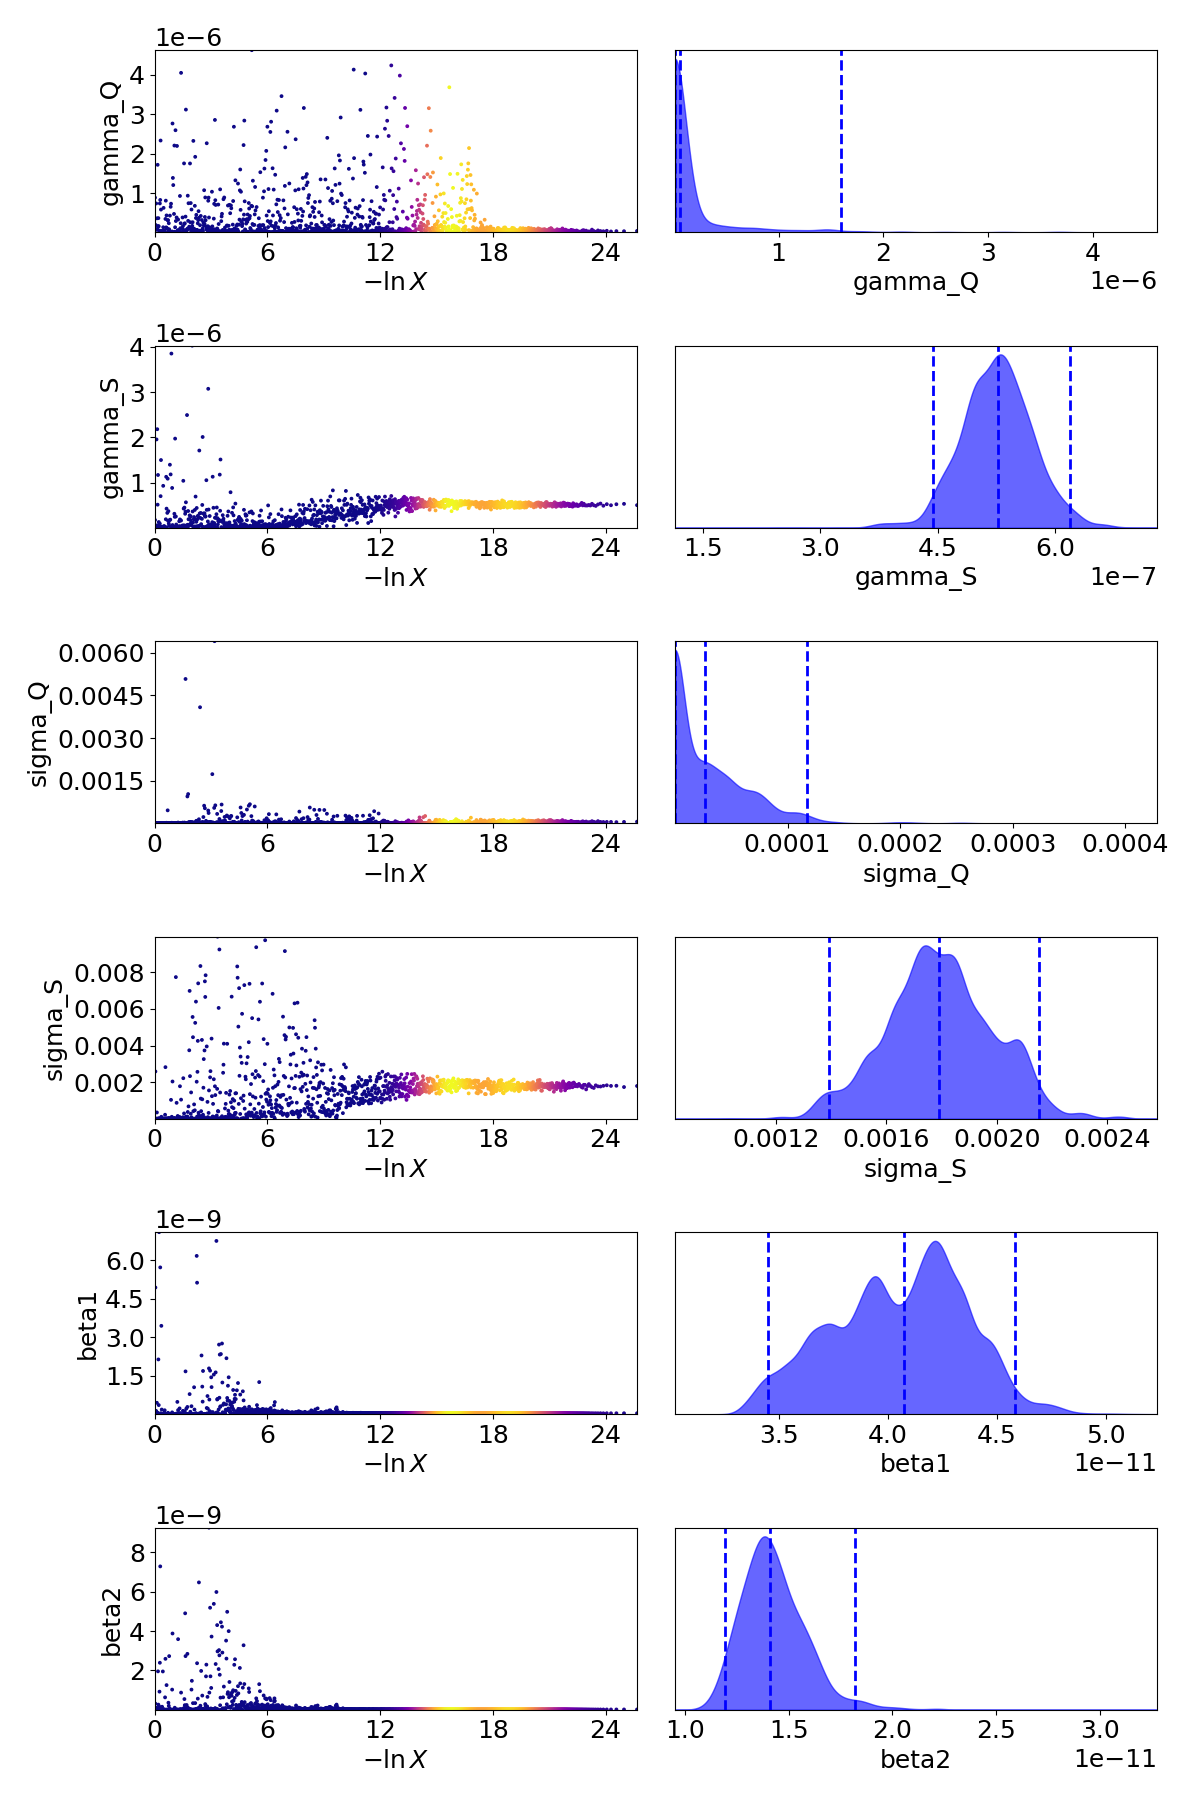 1e−6
gamma_Q
4
3
2
1
0 6 12 18 24
−ln X
1 2 3 4
gamma_Q
1e−6
1e−6
gamma_S
4
3
2
1
0 6 12 18 24
−ln X
1.5 3.0 4.5 6.0
gamma_S
1e−7
sigma_Q
0.0060
0.0045
0.0030
0.0015
0 6 12 18 24
−ln X
0.0001 0.0002 0.0003 0.0004
sigma_Q
sigma_S
0.008
0.006
0.004
0.002
0 6 12 18 24
−ln X
0.0012 0.0016 0.0020 0.0024
sigma_S
1e−9
beta1
6.0
4.5
3.0
1.5
0 6 12 18 24
−ln X
3.5 4.0 4.5 5.0
beta1
1e−11
1e−9
beta2
8
6
4
2
0 6 12 18 24
−ln X
1.0 1.5 2.0 2.5 3.0
beta2
1e−11